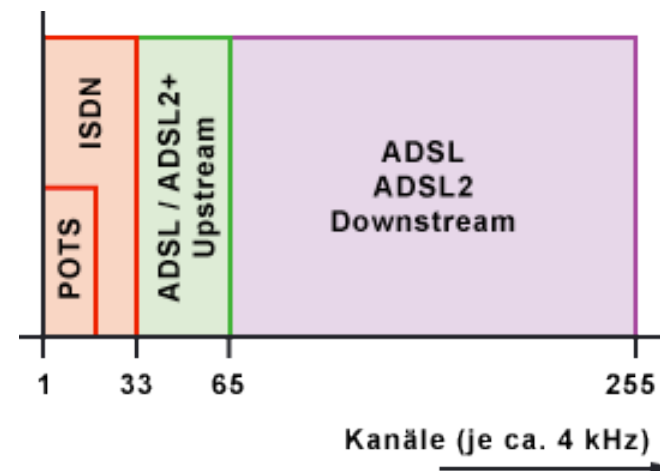 ISDN
POTS
ADSL / ADSL2+
Upstream
ADSL
ADSL2
Downstream
1 33 65 255
Kanäle (je ca. 4 kHz)